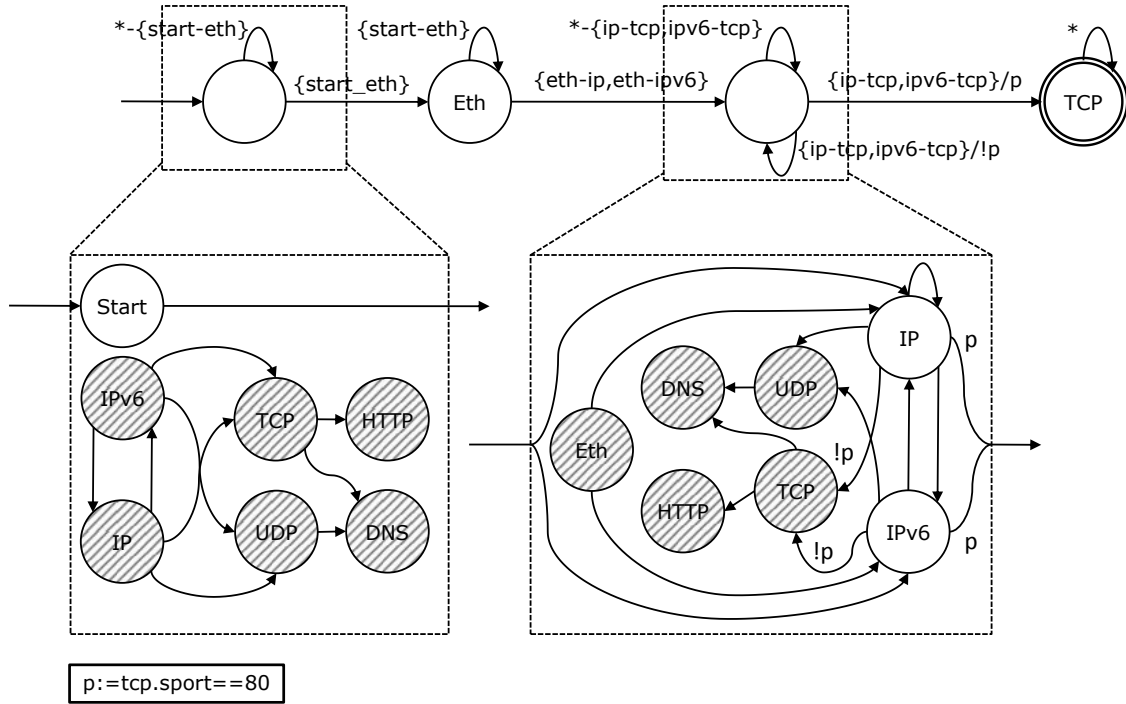 *-{start-eth}
{start-eth}
*-{ip-tcp,ipv6-tcp}
*
{start_eth}
Eth
{eth-ip,eth-ipv6}
{ip-tcp,ipv6-tcp}/p
TCP
{ip-tcp,ipv6-tcp}/!p
Start
IPv6
TCP
HTTP
IP
UDP
DNS
IP
p
DNS
UDP
Eth
!p
TCP
HTTP
IPv6
!p
p
p:=tcp.sport==80